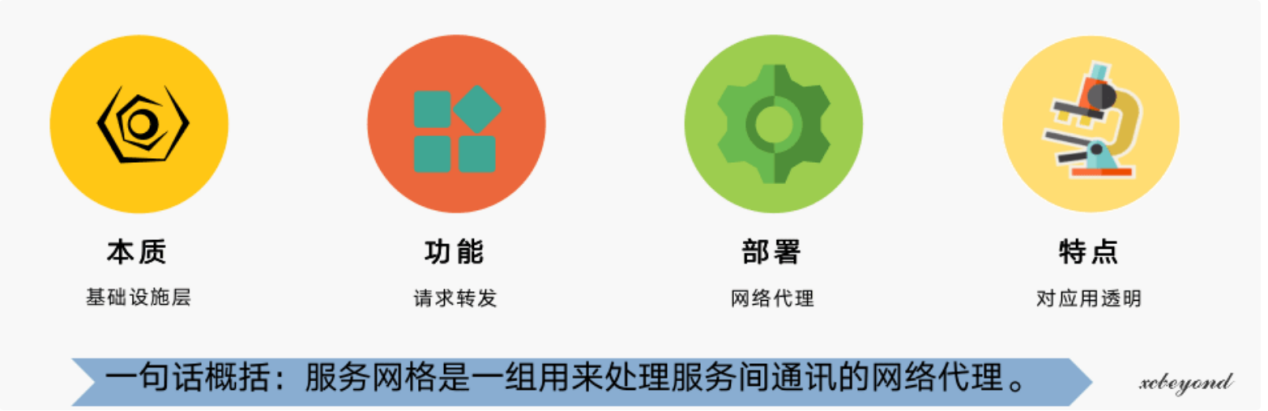 本质 功能 部署 特点
基础设施层 请求转发 网络代理 对应用透明
一句话概括：服务网格是一组用来处理服务间通讯的网络代理。
xcbeyond